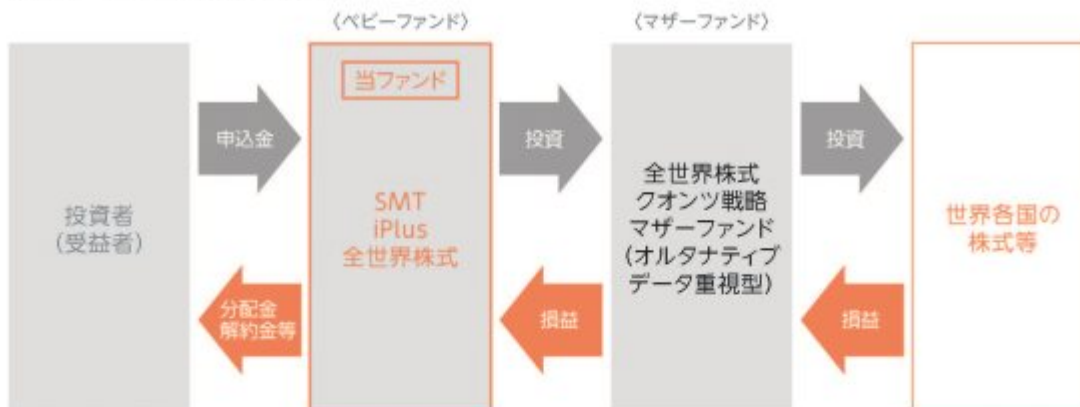 〈ベビーファンド〉
〈マザーファンド〉
当ファンド
申込金
投資
投資
投資者
(受益者)
SMT
iPlus
全世界株式
全世界株式
クオンツ戦略
マザーファンド
(オルタナティブ
データ重視型)
世界各国の
株式等
分配金
解約金等
損益
損益